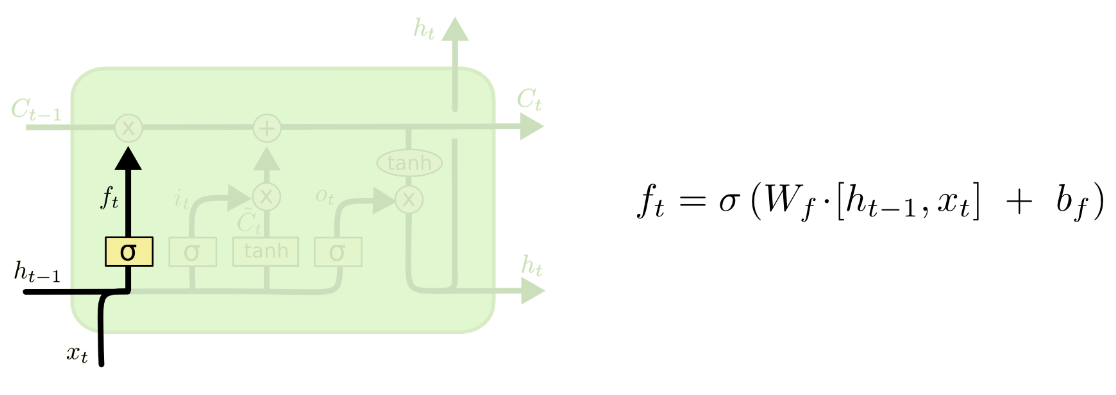 h_t
C_{t-1}
C_t
x
+
tanh
f_t
i_t
x
o_t
x
C̃_t
σ
σ
tanh
σ
h_{t-1}
h_t
x_t
f_t = σ (W_f·[h_{t-1}, x_t] + b_f)